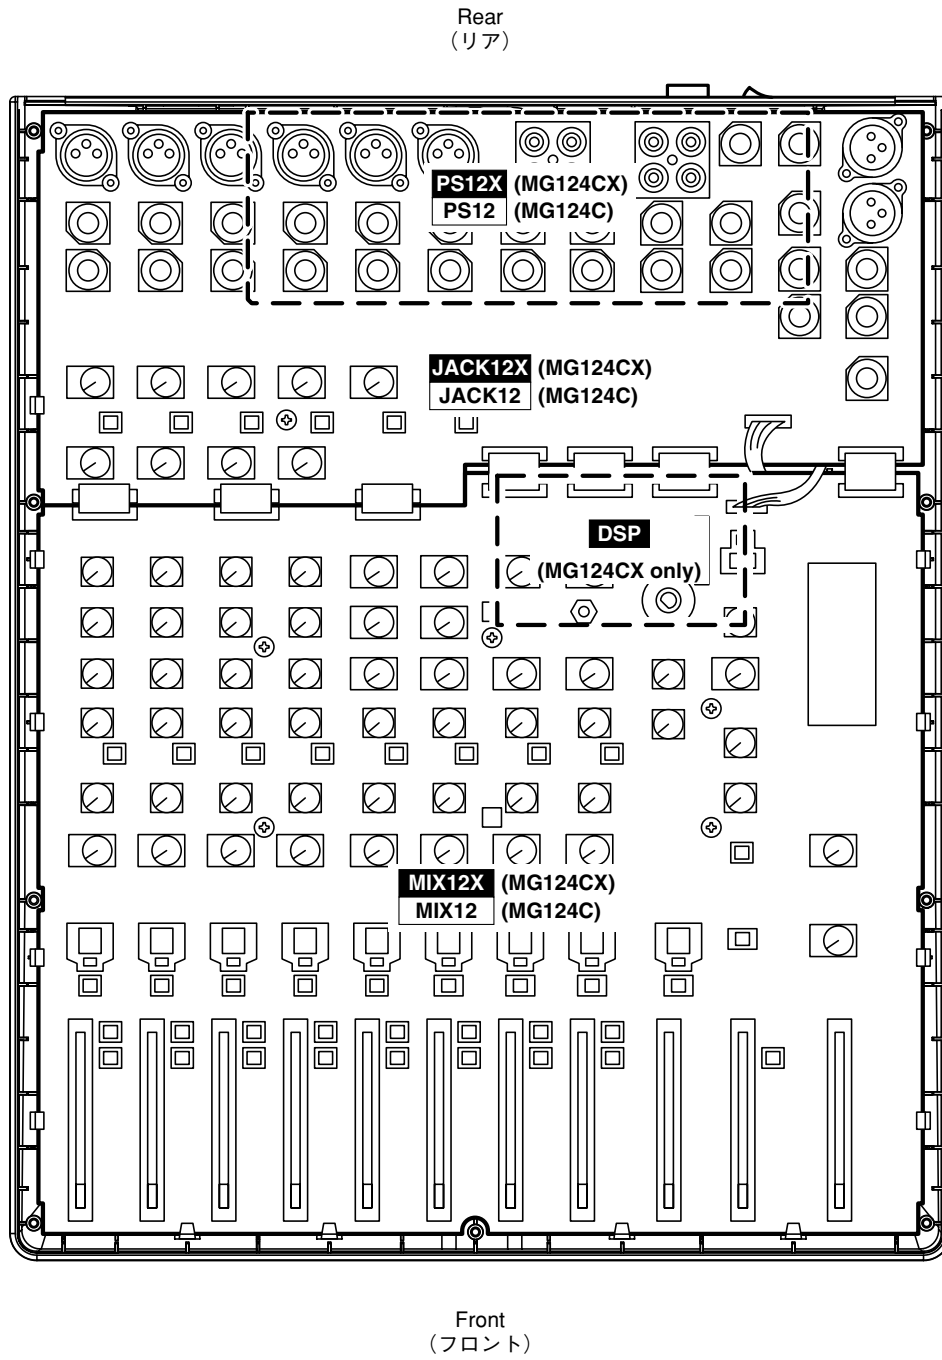 Rear
（リア）
PS12X (MG124CX)
PS12 (MG124C)
JACK12X (MG124CX)
JACK12 (MG124C)
DSP
(MG124CX only)
MIX12X (MG124CX)
MIX12 (MG124C)
Front
（フロント）